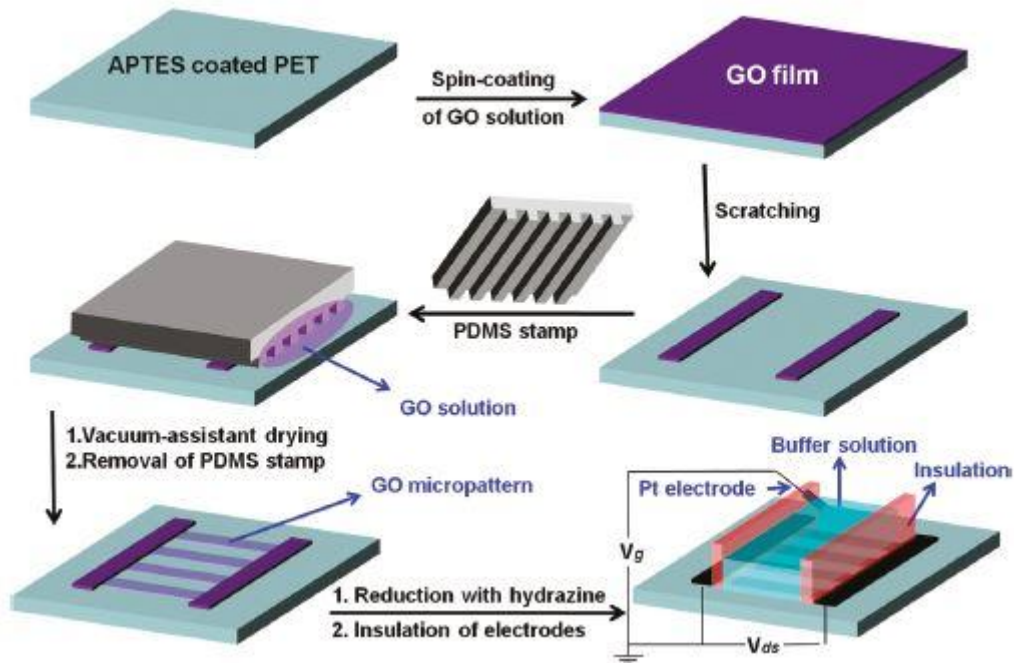 APTES coated PET
Spin-coating
of GO solution
GO film
Scratching
PDMS stamp
GO solution
1.Vacuum-assistant drying
2.Removal of PDMS stamp
GO micropattern
1. Reduction with hydrazine
2. Insulation of electrodes
Buffer solution
Insulation
Pt electrode
Vg
Vds